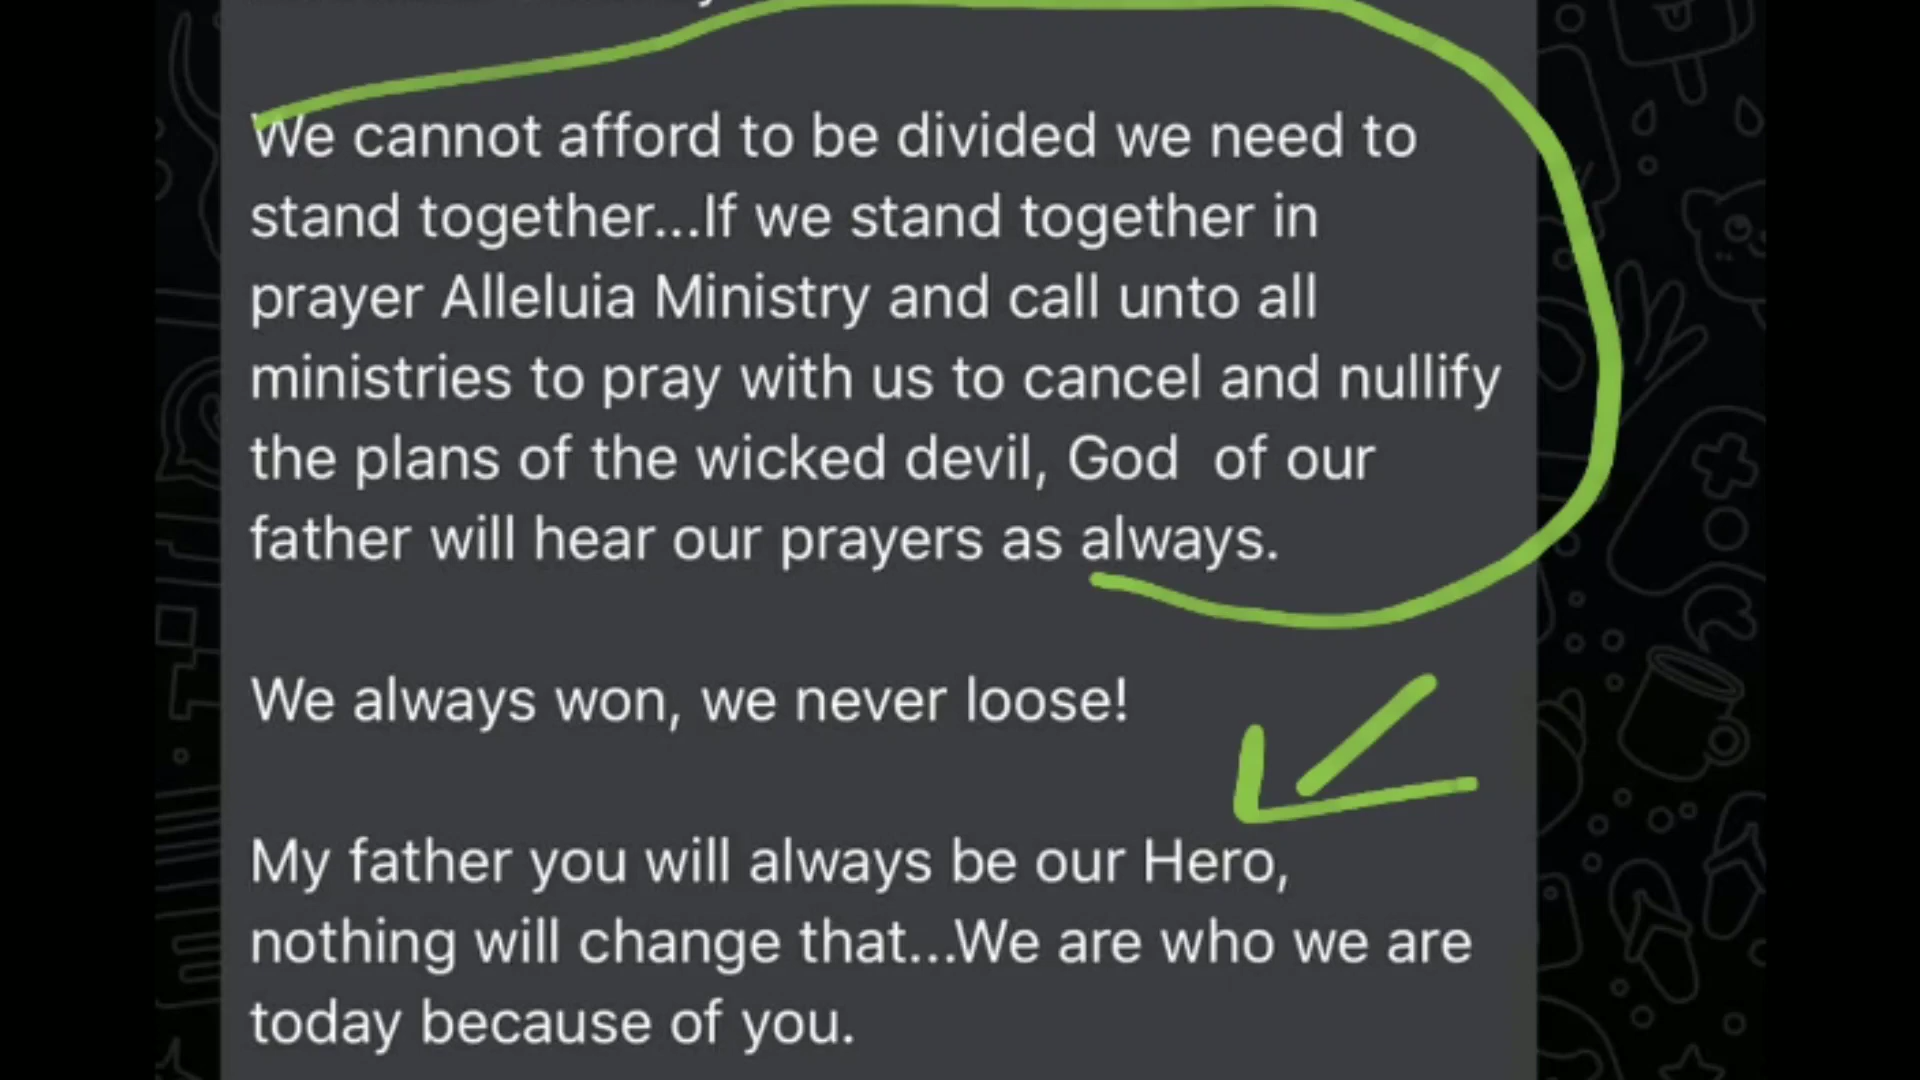 We cannot afford to be divided we need to
stand together...If we stand together in
prayer Alleluia Ministry and call unto all
ministries to pray with us to cancel and nullify
the plans of the wicked devil, God  of our
father will hear our prayers as always.
We always won, we never loose!
My father you will always be our Hero,
nothing will change that...We are who we are
today because of you.